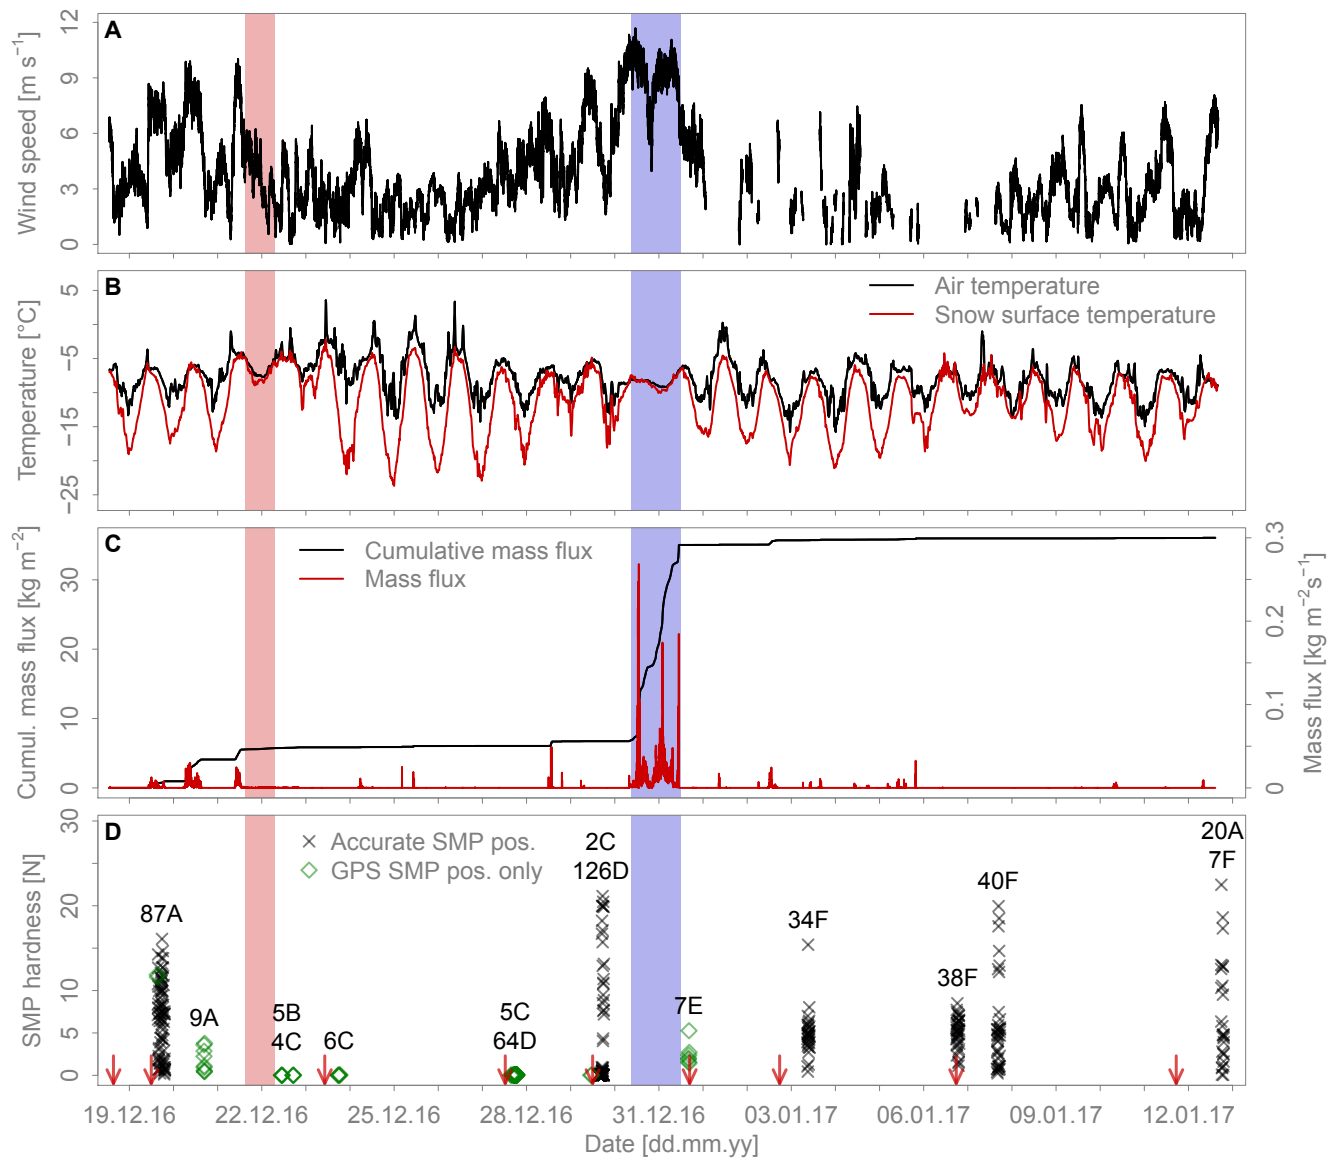 A
Wind speed [m s⁻¹]
12
9
6
3
0
B
Temperature [°C]
5
−5
−15
−25
Air temperature
Snow surface temperature
C
Cumul. mass flux [kg m⁻²]
30
20
10
0
Cumulative mass flux
Mass flux
0.3
0.2
0.1
0
Mass flux [kg m⁻²s⁻¹]
D
SMP hardness [N]
30
20
10
5
0
Accurate SMP pos.
GPS SMP pos. only
87A
9A
5B
4C
6C
5C
64D
2C
126D
7E
34F
38F
40F
20A
7F
19.12.16 22.12.16 25.12.16 28.12.16 31.12.16 03.01.17 06.01.17 09.01.17 12.01.17
Date [dd.mm.yy]